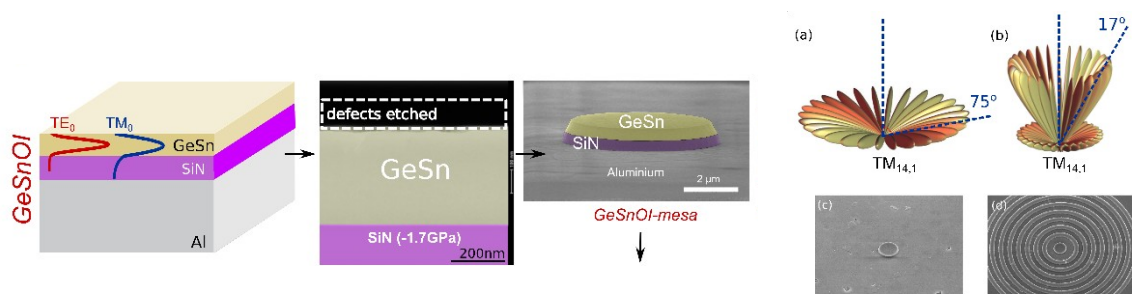 GeSnOI
TE0
TM0
GeSn
SiN
Al
defects etched
GeSn
SiN (-1.7GPa)
200nm
GeSn
SiN
Aluminium
2 µm
GeSnOI-mesa
(a)
75°
TM14,1
(b)
17°
TM14,1
(c)
(d)